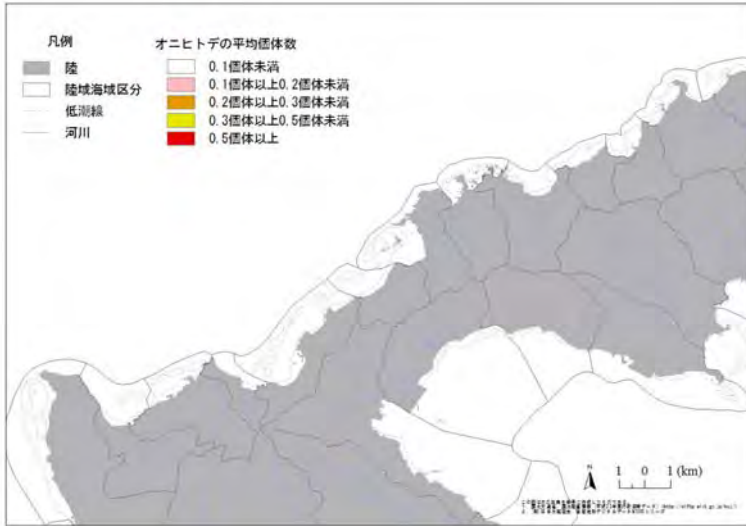 凡例
陸
陸域海域区分
低潮線
河川
オニヒトデの平均個体数
0.1個体未満
0.1個体以上0.2個体未満
0.2個体以上0.3個体未満
0.3個体以上0.5個体未満
0.5個体以上
N
1 0 1 (km)